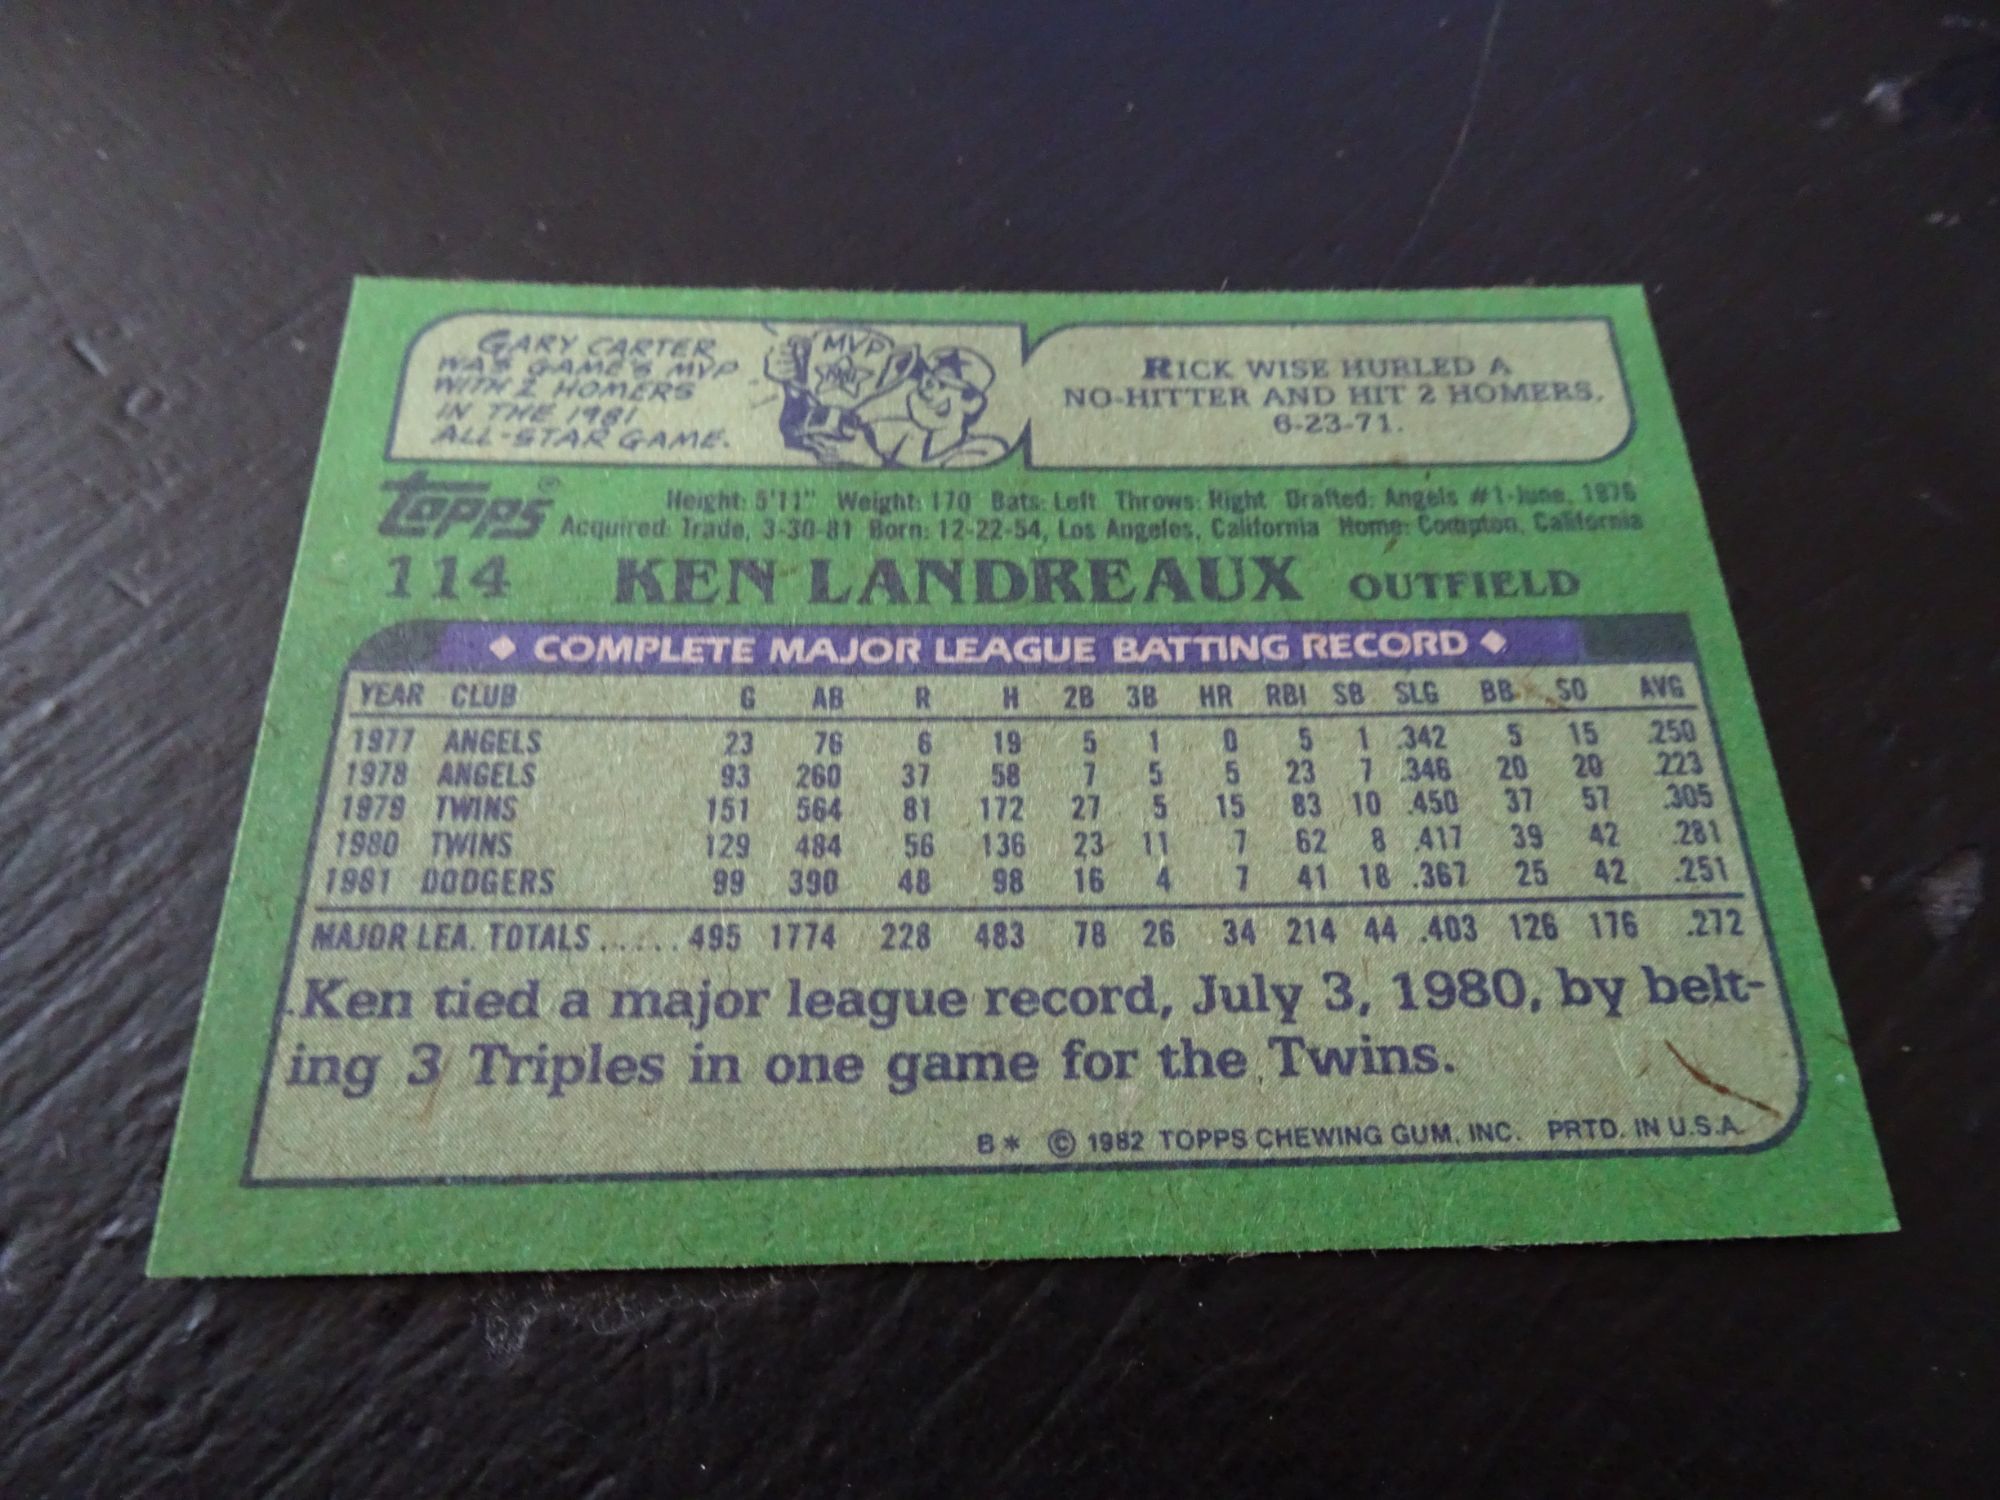 GARY CARTER
WAS GAME'S MVP
WITH 2 HOMERS
IN THE 1981
ALL-STAR GAME.
MVP
RICK WISE HURLED A
NO-HITTER AND HIT 2 HOMERS,
6-23-71.
topps®
Height: 5'11" Weight: 170 Bats: Left Throws: Right Drafted: Angels #1-June, 1976
Acquired: Trade, 3-30-81 Born: 12-22-54, Los Angeles, California Home: Compton, California
114 KEN LANDREAUX OUTFIELD
◆ COMPLETE MAJOR LEAGUE BATTING RECORD ◆
YEAR CLUB G AB R H 2B 3B HR RBI SB SLG BB SO AVG
1977 ANGELS 23 76 6 19 5 1 0 5 1 .342 5 15 .250
1978 ANGELS 93 260 37 58 7 5 5 23 7 .346 20 20 .223
1979 TWINS 151 564 81 172 27 5 15 83 10 .450 37 57 .305
1980 TWINS 129 484 56 136 23 11 7 62 8 .417 39 42 .281
1981 DODGERS 99 390 48 98 16 4 7 41 18 .367 25 42 .251
MAJOR LEA. TOTALS......495 1774 228 483 78 26 34 214 44 .403 126 176 .272
Ken tied a major league record, July 3, 1980, by belt-
ing 3 Triples in one game for the Twins.
B* © 1982 TOPPS CHEWING GUM, INC. PRTD. IN U.S.A.